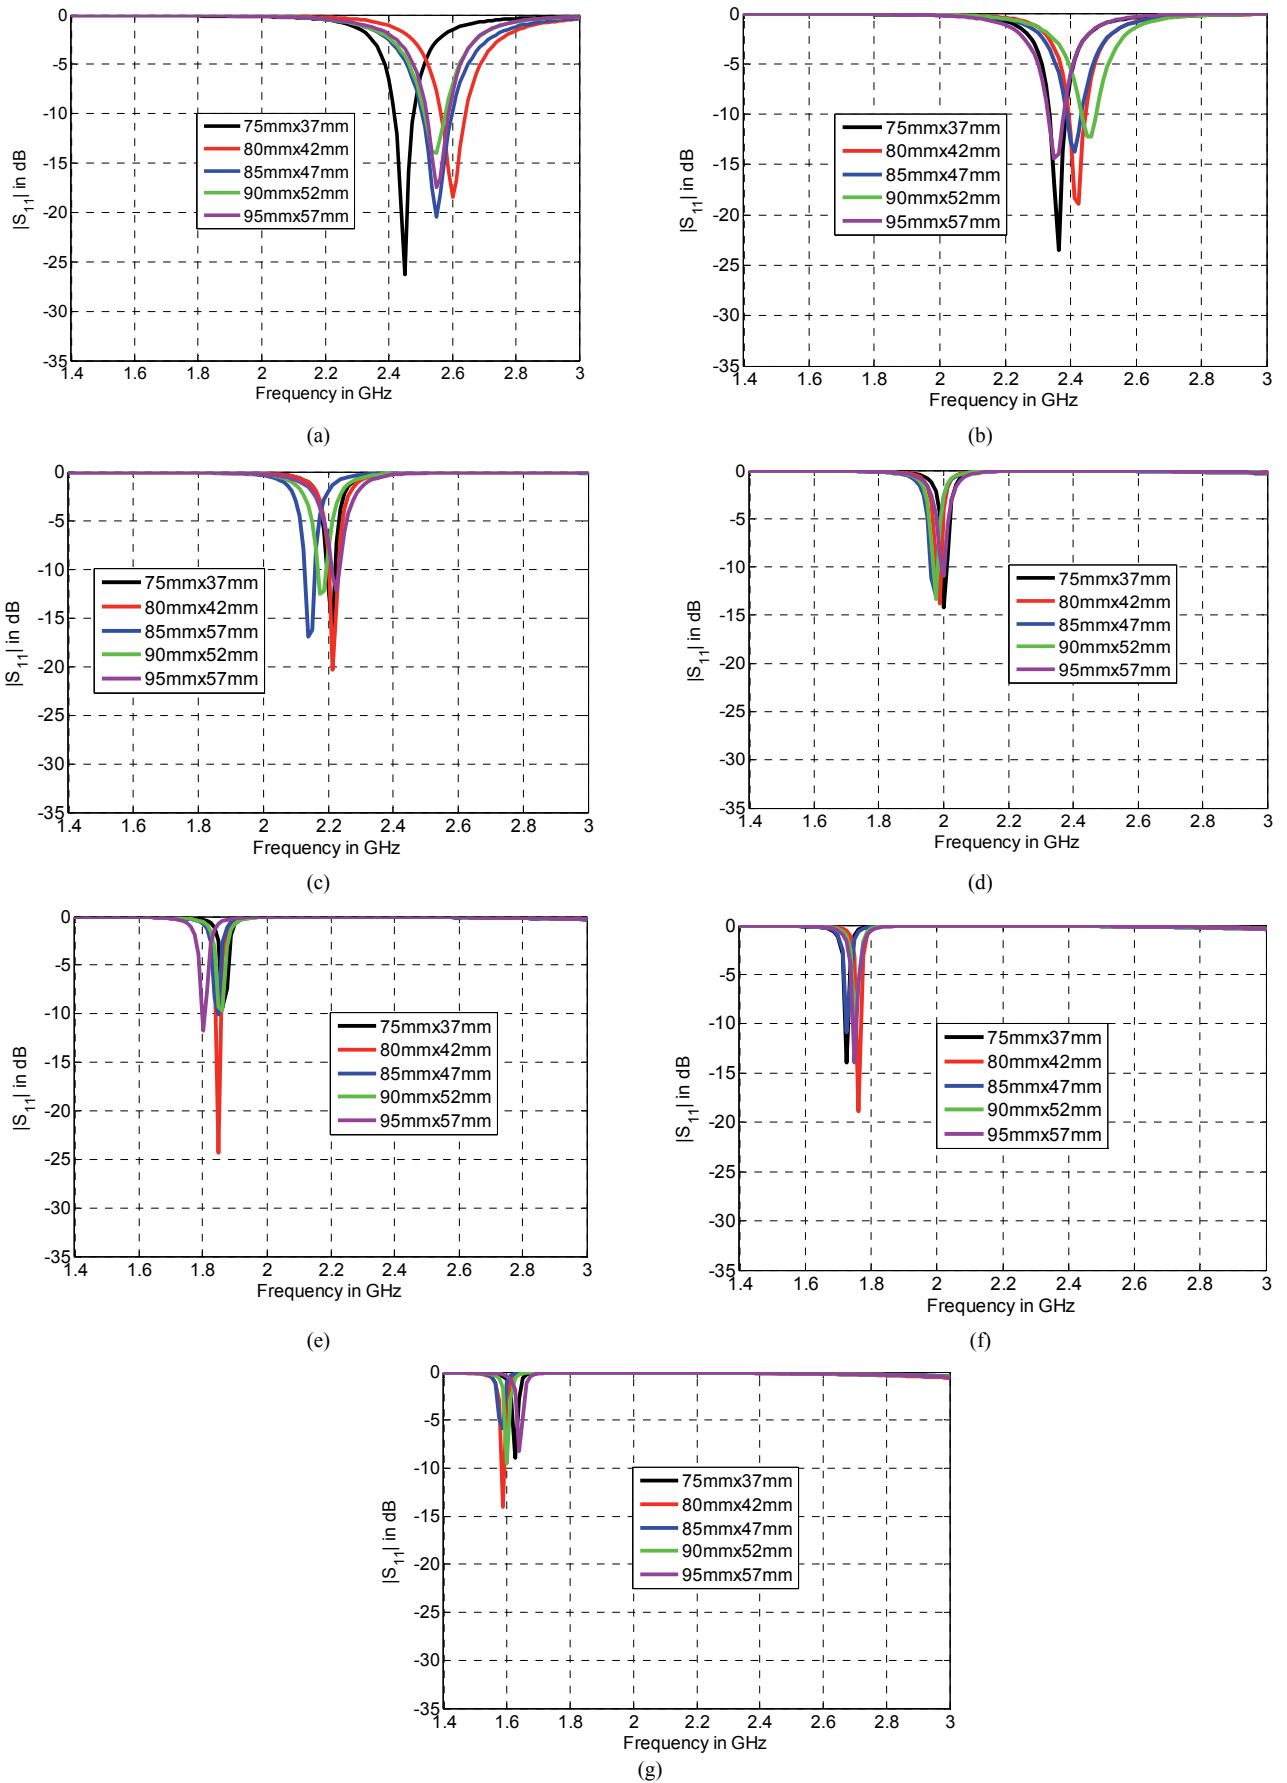 0
-5
-10
-15
-20
-25
-30
-35
|S11| in dB
75mmx37mm
80mmx42mm
85mmx47mm
90mmx52mm
95mmx57mm
1.4 1.6 1.8 2 2.2 2.4 2.6 2.8 3
Frequency in GHz
(a)
0
-5
-10
-15
-20
-25
-30
-35
|S11| in dB
75mmx37mm
80mmx42mm
85mmx47mm
90mmx52mm
95mmx57mm
1.4 1.6 1.8 2 2.2 2.4 2.6 2.8 3
Frequency in GHz
(b)
0
-5
-10
-15
-20
-25
-30
-35
|S11| in dB
75mmx37mm
80mmx42mm
85mmx57mm
90mmx52mm
95mmx57mm
1.4 1.6 1.8 2 2.2 2.4 2.6 2.8 3
Frequency in GHz
(c)
0
-5
-10
-15
-20
-25
-30
-35
|S11| in dB
75mmx37mm
80mmx42mm
85mmx47mm
90mmx52mm
95mmx57mm
1.4 1.6 1.8 2 2.2 2.4 2.6 2.8 3
Frequency in GHz
(d)
0
-5
-10
-15
-20
-25
-30
-35
|S11| in dB
75mmx37mm
80mmx42mm
85mmx47mm
90mmx52mm
95mmx57mm
1.4 1.6 1.8 2 2.2 2.4 2.6 2.8 3
Frequency in GHz
(e)
0
-5
-10
-15
-20
-25
-30
-35
|S11| in dB
75mmx37mm
80mmx42mm
85mmx47mm
90mmx52mm
95mmx57mm
1.4 1.6 1.8 2 2.2 2.4 2.6 2.8 3
Frequency in GHz
(f)
0
-5
-10
-15
-20
-25
-30
-35
|S11| in dB
75mmx37mm
80mmx42mm
85mmx47mm
90mmx52mm
95mmx57mm
1.4 1.6 1.8 2 2.2 2.4 2.6 2.8 3
Frequency in GHz
(g)